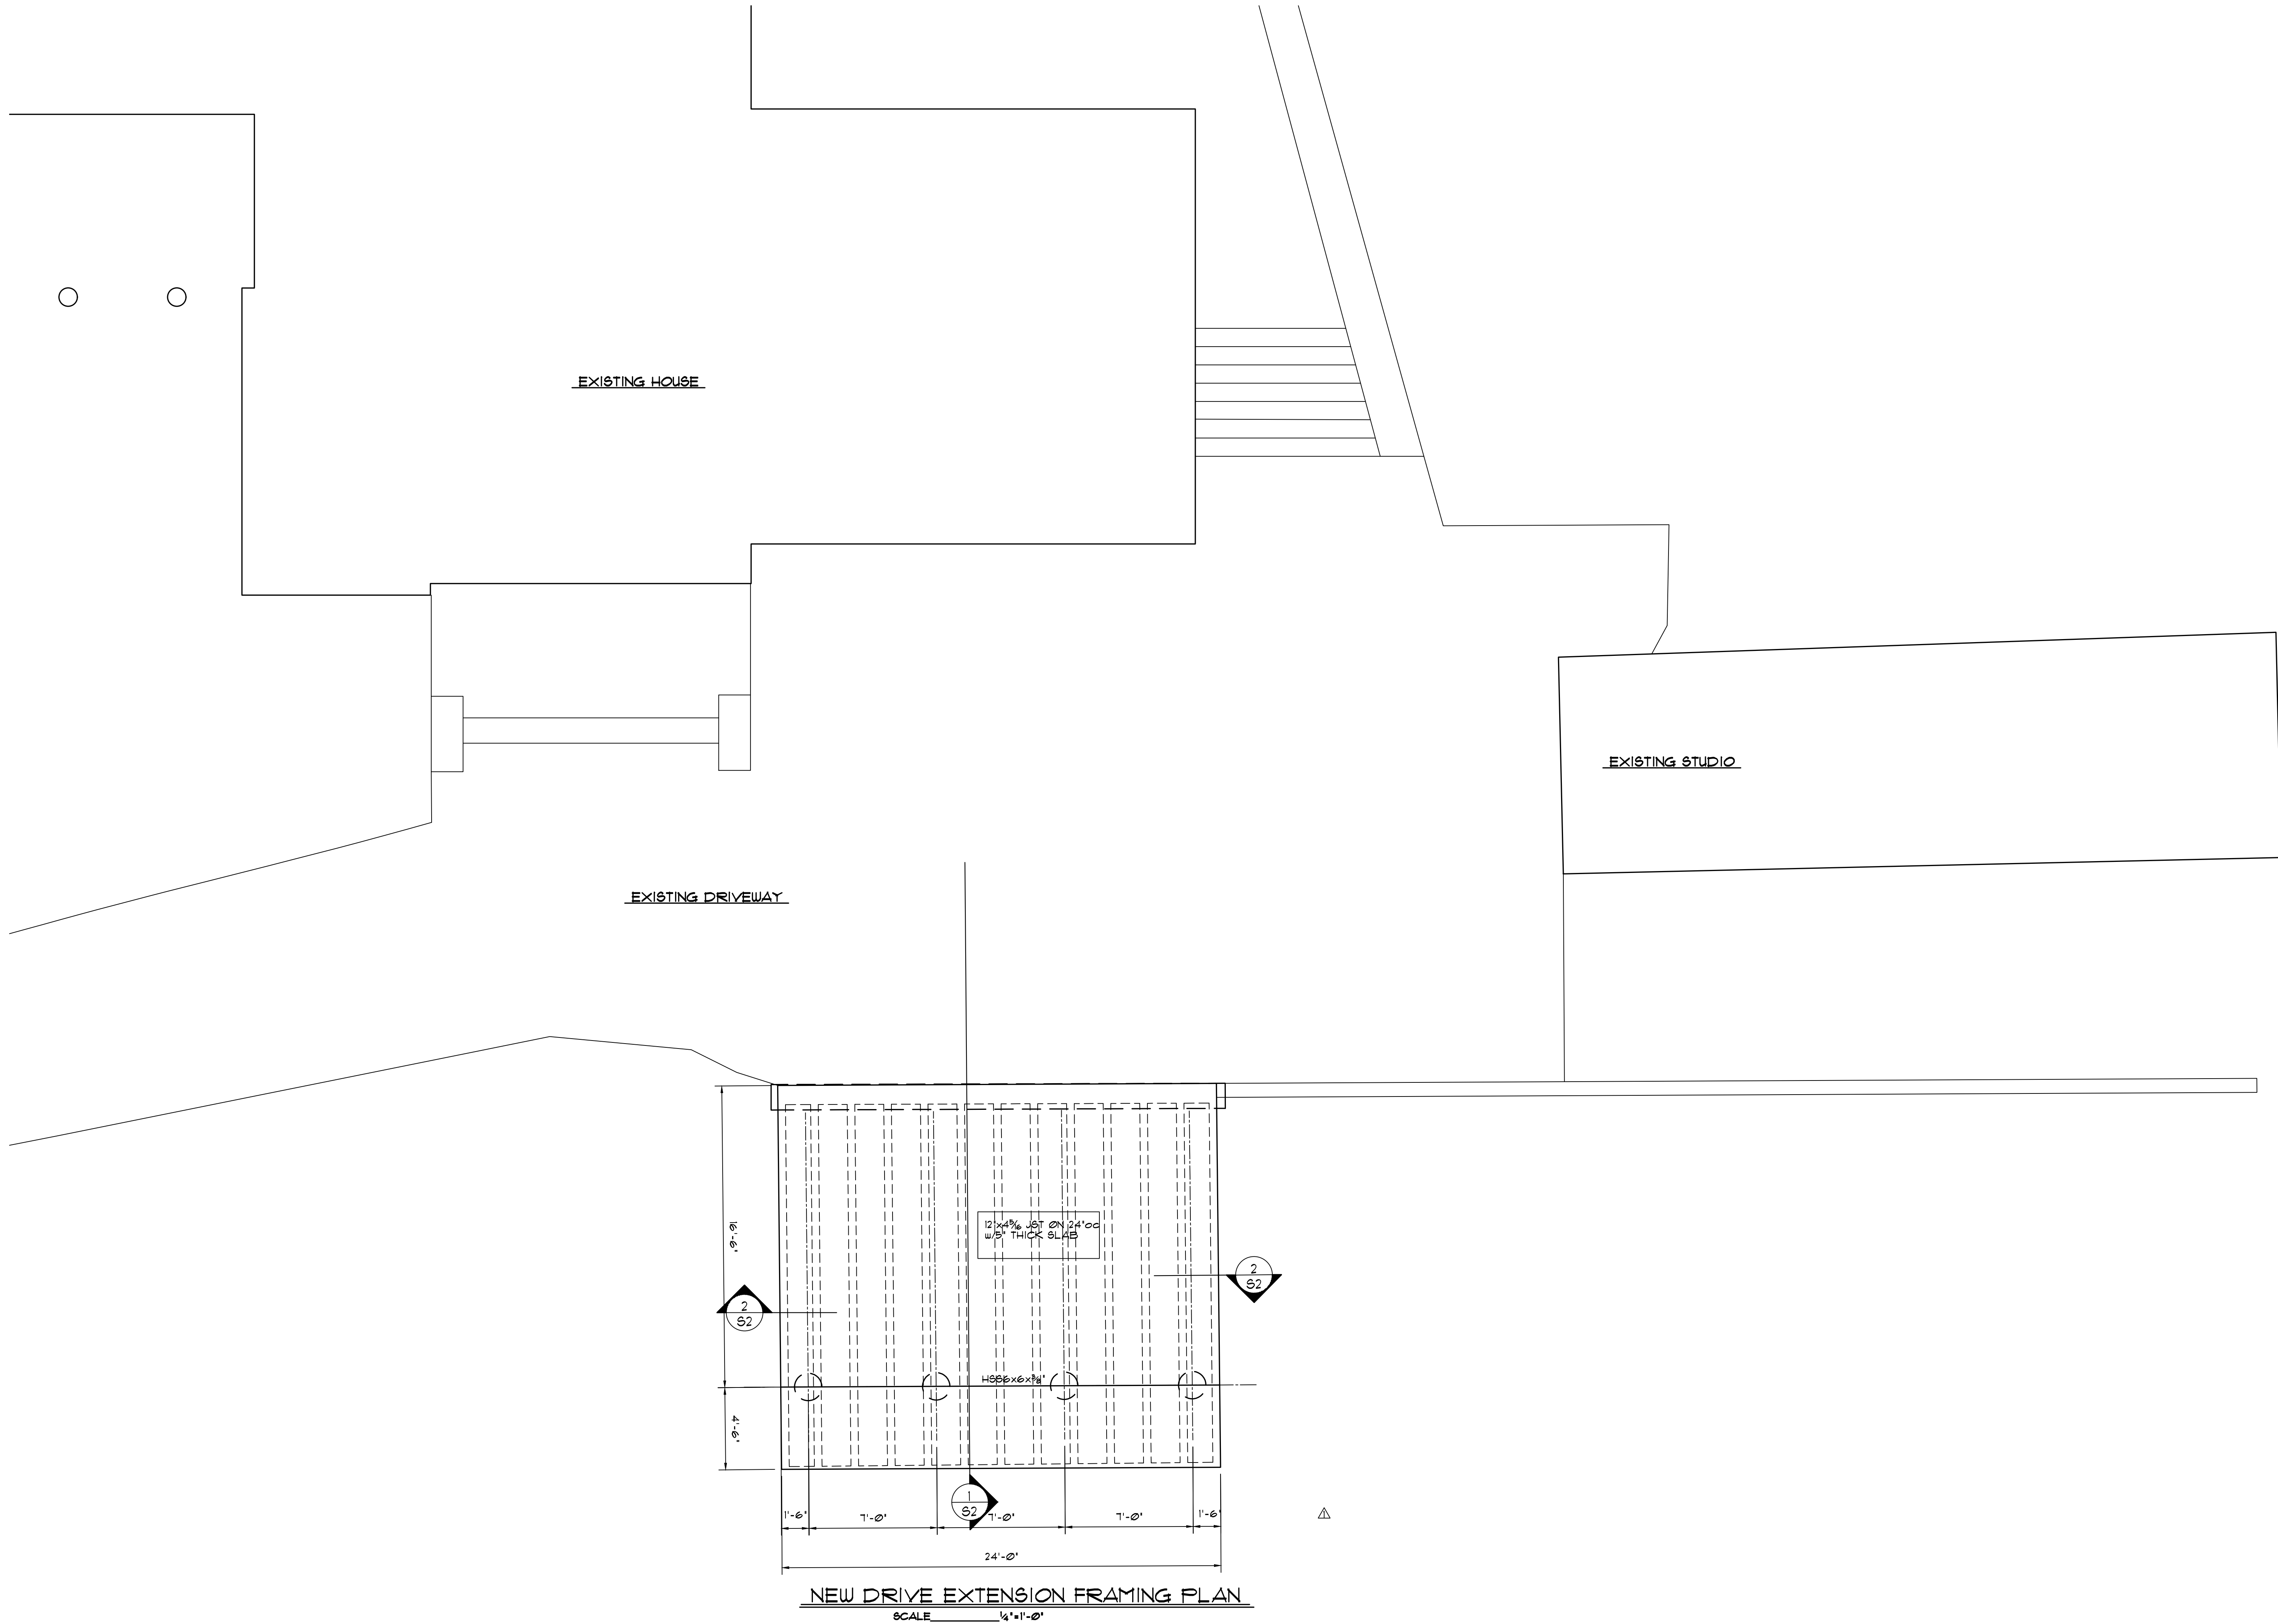 EXISTING HOUSE
EXISTING STUDIO
EXISTING DRIVEWAY
16'-6"
12"x4⁵⁄₁₆ JST ON 24"oc
w/5" THICK SLAB
2
S2
2
S2
HSS6x6x⅜"
4'-6"
1
S2
1'-6"
7'-0"
7'-0"
7'-0"
1'-6"
1
24'-0"
NEW DRIVE EXTENSION FRAMING PLAN
SCALE ¼"=1'-0"